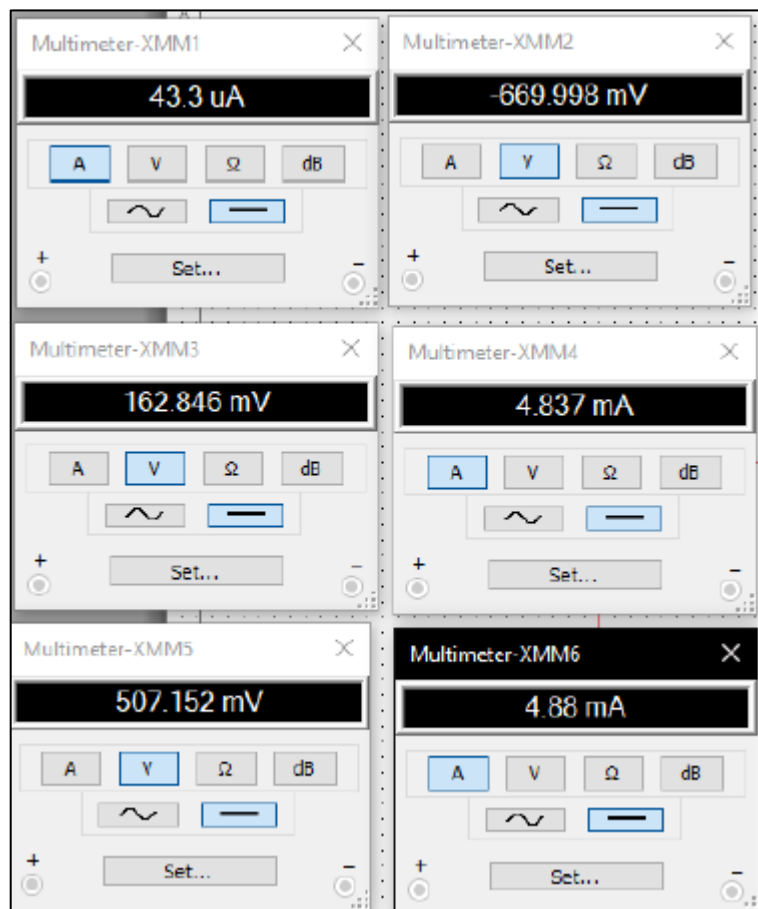 Multimeter-XMM1
43.3 uA
A V Ω dB
+ Set... –
Multimeter-XMM2
-669.998 mV
A V Ω dB
+ Set... –
Multimeter-XMM3
162.846 mV
A V Ω dB
+ Set... –
Multimeter-XMM4
4.837 mA
A V Ω dB
+ Set... –
Multimeter-XMM5
507.152 mV
A V Ω dB
+ Set... –
Multimeter-XMM6
4.88 mA
A V Ω dB
+ Set... –